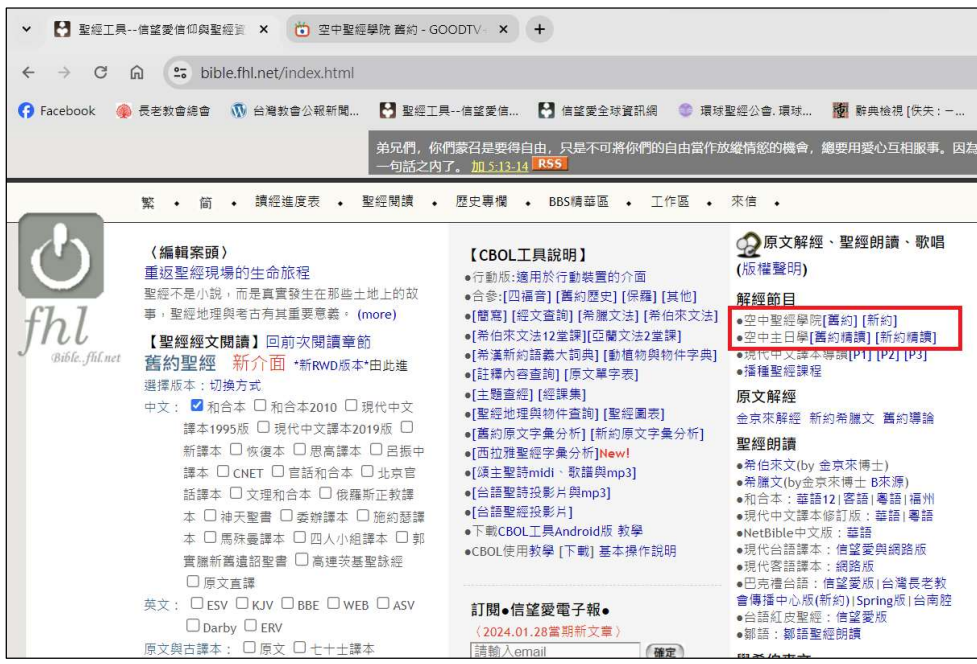 聖經工具--信望愛信仰與聖經資
空中聖經學院 舊約 - GOODTV-
bible.fhl.net/index.html
Facebook 長老教會總會 台灣教會公報新聞... 聖經工具--信望愛信... 信望愛全球資訊網 環球聖經公會.環球... 辭典檢視 [佚失：-...
弟兄們，你們蒙召是要得自由，只是不可將你們的自由當作放縱情慾的機會，總要用愛心互相服事。因為
一句話之內了。 加 5:13-14 RSS
繁 ◆ 簡 ◆ 讀經進度表 ◆ 聖經閱讀 ◆ 歷史專欄 ◆ BBS精華區 ◆ 工作區 ◆ 來信 ◆
fhl
Bible.fhl.net
〈編輯案頭〉
重返聖經現場的生命旅程
聖經不是小說，而是真實發生在那些土地上的故
事，聖經地理與考古有其重要意義。 (more)
【聖經經文閱讀】回前次閱讀章節
舊約聖經 新介面 *新RWD版本*由此進
選擇版本：切換方式
中文： 和合本 和合本2010 現代中文
譯本1995版 現代中文譯本2019版
新譯本 恢復本 思高譯本 呂振中
譯本 CNET 官話和合本 北京官
話譯本 文理和合本 俄羅斯正教譯
本 神天聖書 委辦譯本 施約瑟譯
本 馬殊曼譯本 四人小組譯本 郭
實臘新舊遺詔聖書 高連茨基聖詠經
原文直譯
英文： ESV KJV BBE WEB ASV
Darby ERV
原文與古譯本： 原文 七十士譯本
【CBOL工具說明】
●行動版:適用於行動裝置的介面
●合參:[四福音] [舊約歷史] [保羅] [其他]
●[簡寫] [經文查詢] [希臘文法] [希伯來文法]
●[希伯來文法12堂課][亞蘭文法2堂課]
●[希漢新約語義大詞典] [動植物與物件字典]
●[註釋內容查詢] [原文單字表]
●[主題查經] [經課集]
●[聖經地理與物件查詢] [聖經圖表]
●[舊約原文字彙分析] [新約原文字彙分析]
●[西拉雅聖經字彙分析]New!
●[頌主聖詩midi、歌譜與mp3]
●[台語聖詩投影片與mp3]
●[台語聖經投影片]
●下載CBOL工具Android版 教學
●CBOL使用教學 [下載] 基本操作說明
訂閱●信望愛電子報●
〈2024.01.28當期新文章〉
請輸入email 確定
原文解經、聖經朗讀、歌唱
(版權聲明)
解經節目
●空中聖經學院[舊約] [新約]
●空中主日學[舊約精讀] [新約精讀]
●現代中文譯本導讀[P1] [P2] [P3]
●播種聖經課程
原文解經
金京來解經 新約希臘文 舊約導論
聖經朗讀
●希伯來文(by 金京來博士)
●希臘文(by金京來博士 B來源)
●和合本：華語12|客語|粵語|福州
●現代中文譯本修訂版：華語|粵語
●NetBible中文版：華語
●現代台語譯本：信望愛與網路版
●現代客語譯本：網路版
●巴克禮台語：信望愛版|台灣長老教
會傳播中心版(新約)|Spring版|台南腔
●台語紅皮聖經：信望愛版
●鄒語：鄒語聖經朗讀